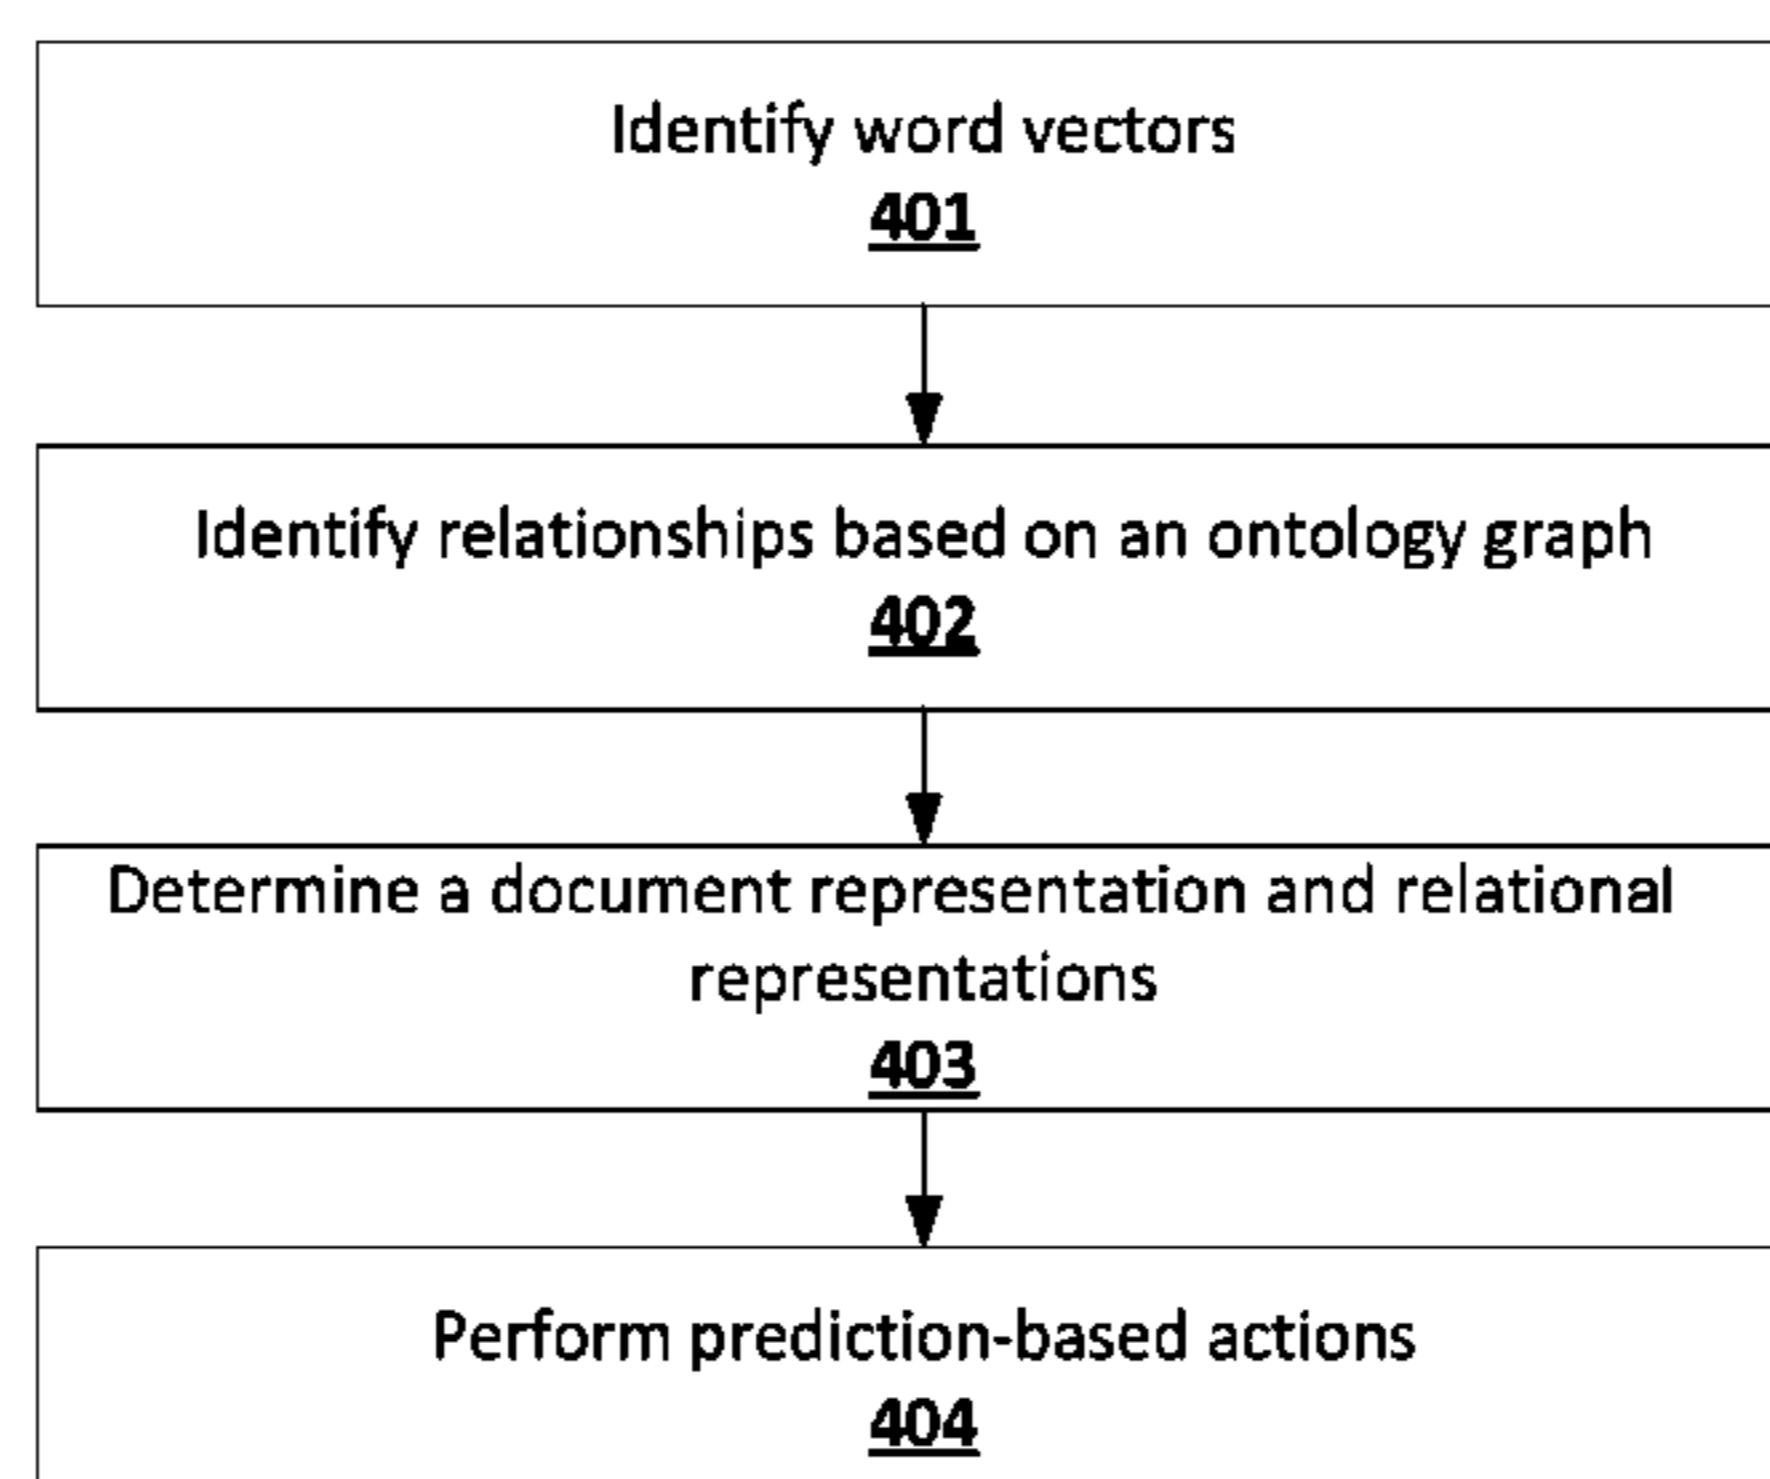 Identify word vectors
401
Identify relationships based on an ontology graph
402
Determine a document representation and relational
representations
403
Perform prediction-based actions
404